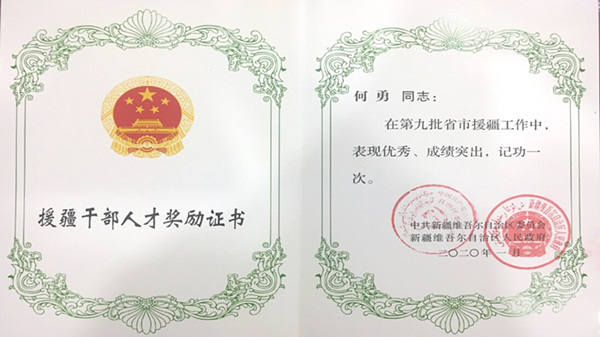 援疆干部人才奖励证书
何勇 同志：
在第九批省市援疆工作中，
表现优秀、成绩突出，记功一
次。
中共新疆维吾尔自治区委员会
新疆维吾尔自治区人民政府
二〇二〇年一月